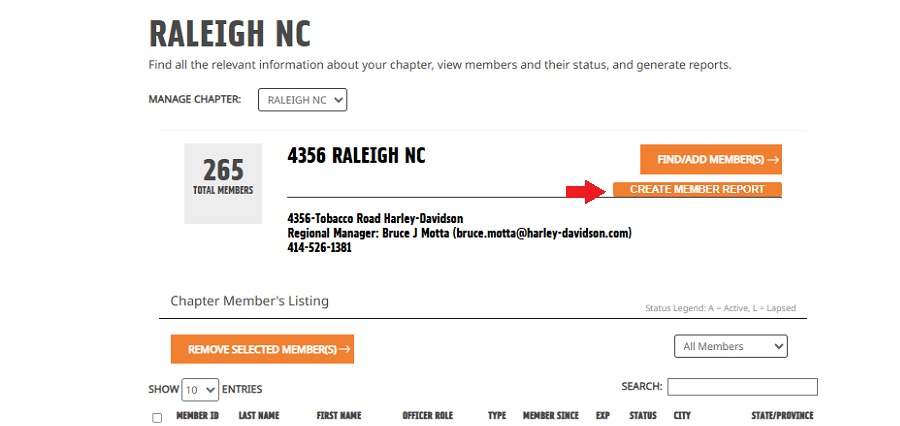 RALEIGH NC
Find all the relevant information about your chapter, view members and their status, and generate reports.
MANAGE CHAPTER: RALEIGH NC
265
TOTAL MEMBERS
4356 RALEIGH NC
FIND/ADD MEMBER(S) →
CREATE MEMBER REPORT
4356-Tobacco Road Harley-Davidson
Regional Manager: Bruce J Motta (bruce.motta@harley-davidson.com)
414-526-1381
Chapter Member's Listing
Status Legend: A = Active, L = Lapsed
REMOVE SELECTED MEMBER(S) →
All Members
SHOW 10 ENTRIES
SEARCH:
MEMBER ID LAST NAME FIRST NAME OFFICER ROLE TYPE MEMBER SINCE EXP STATUS CITY STATE/PROVINCE